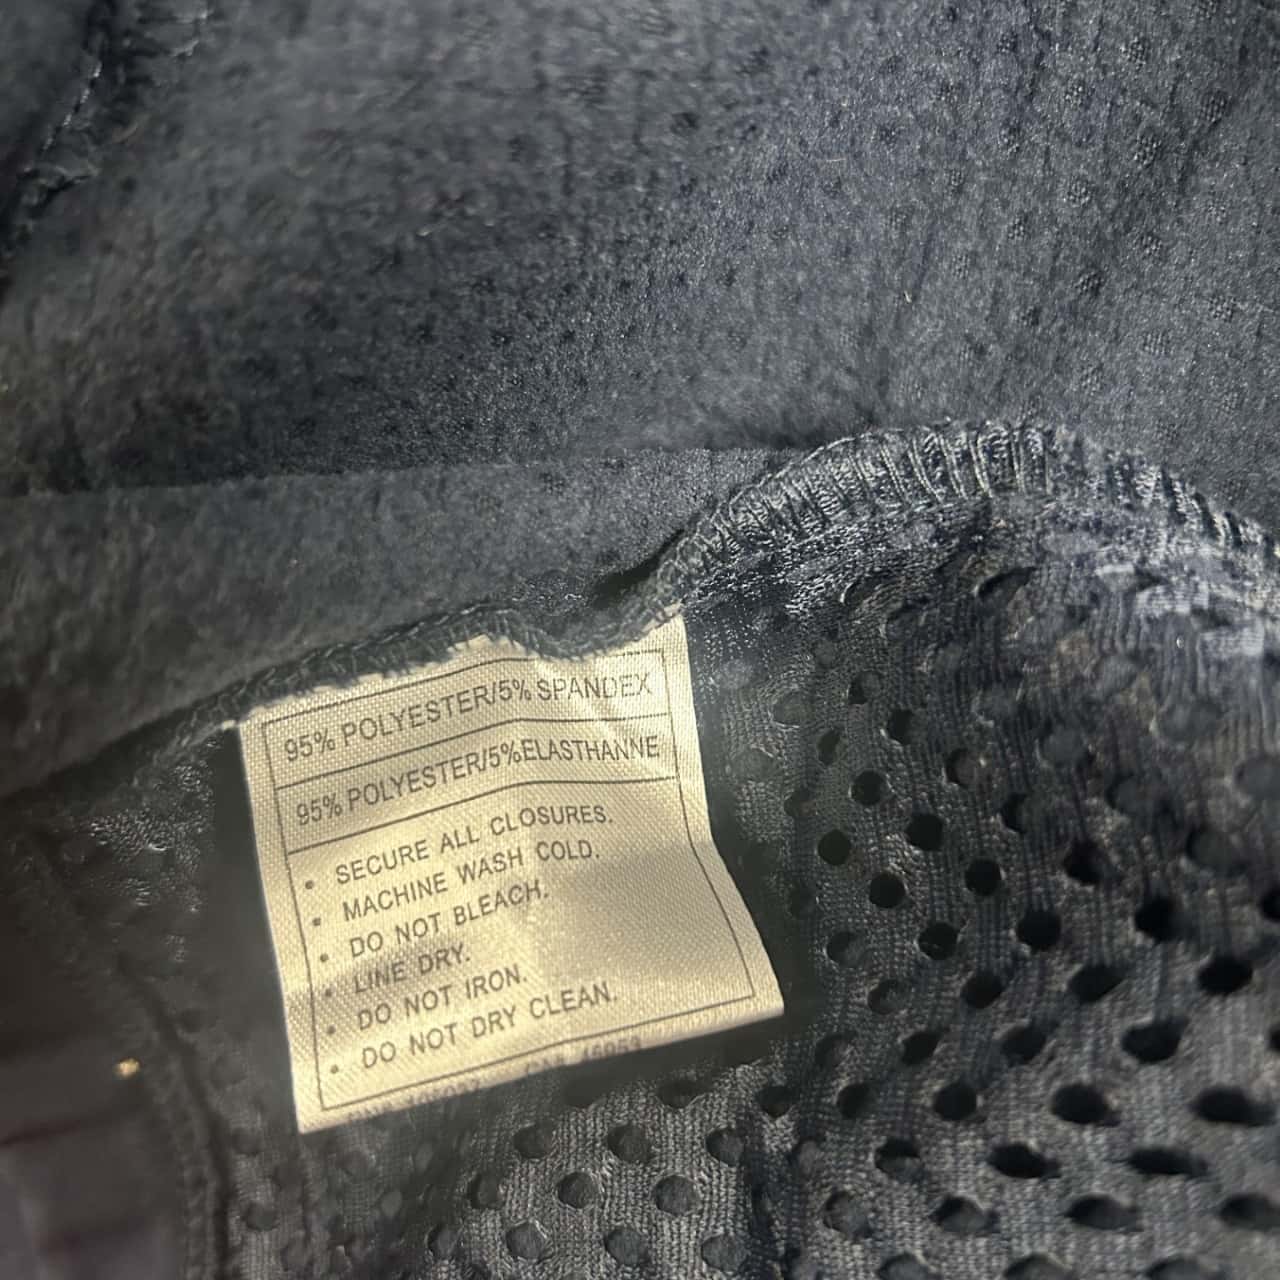 95% POLYESTER/5% SPANDEX
95% POLYESTER/5%ELASTHANNE
• SECURE ALL CLOSURES.
• MACHINE WASH COLD.
• DO NOT BLEACH.
• LINE DRY.
• DO NOT IRON.
• DO NOT DRY CLEAN.